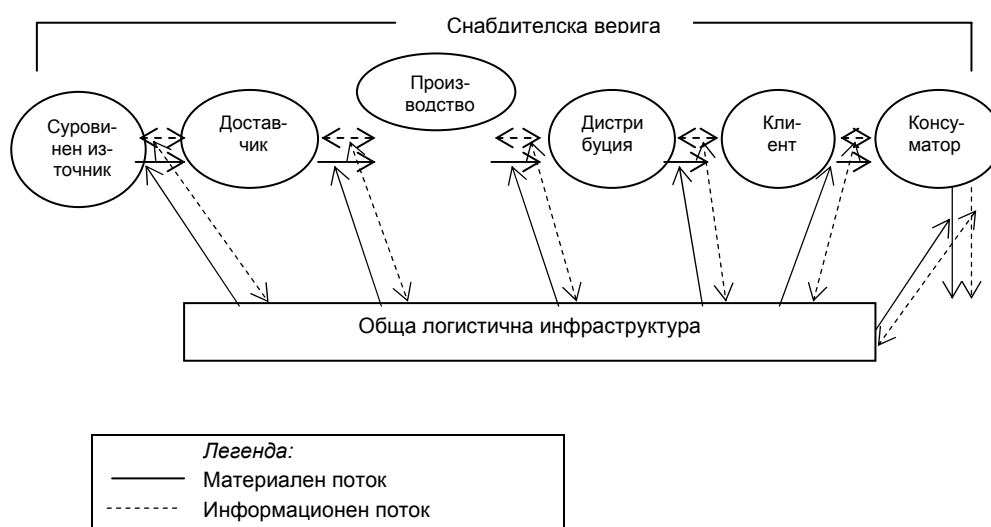 Снабдителска верига
Сурови-
нен из-
точник
Достав-
чик
Произ-
водство
Дистри
буция
Кли-
ент
Консу-
матор
Обща логистична инфраструктура
Легенда:
Материален поток
Информационен поток